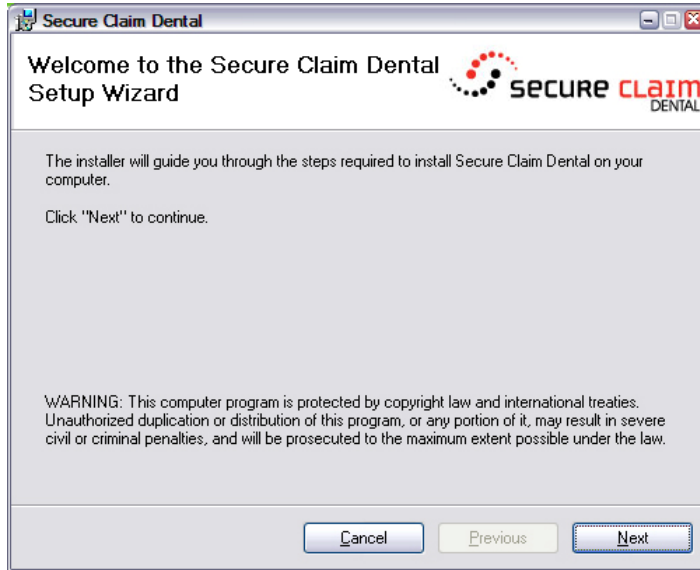 Secure Claim Dental
Welcome to the Secure Claim Dental
Setup Wizard
SECURE CLAIM
DENTAL
The installer will guide you through the steps required to install Secure Claim Dental on your
computer.
Click "Next" to continue.
WARNING: This computer program is protected by copyright law and international treaties.
Unauthorized duplication or distribution of this program, or any portion of it, may result in severe
civil or criminal penalties, and will be prosecuted to the maximum extent possible under the law.
Cancel
Previous
Next